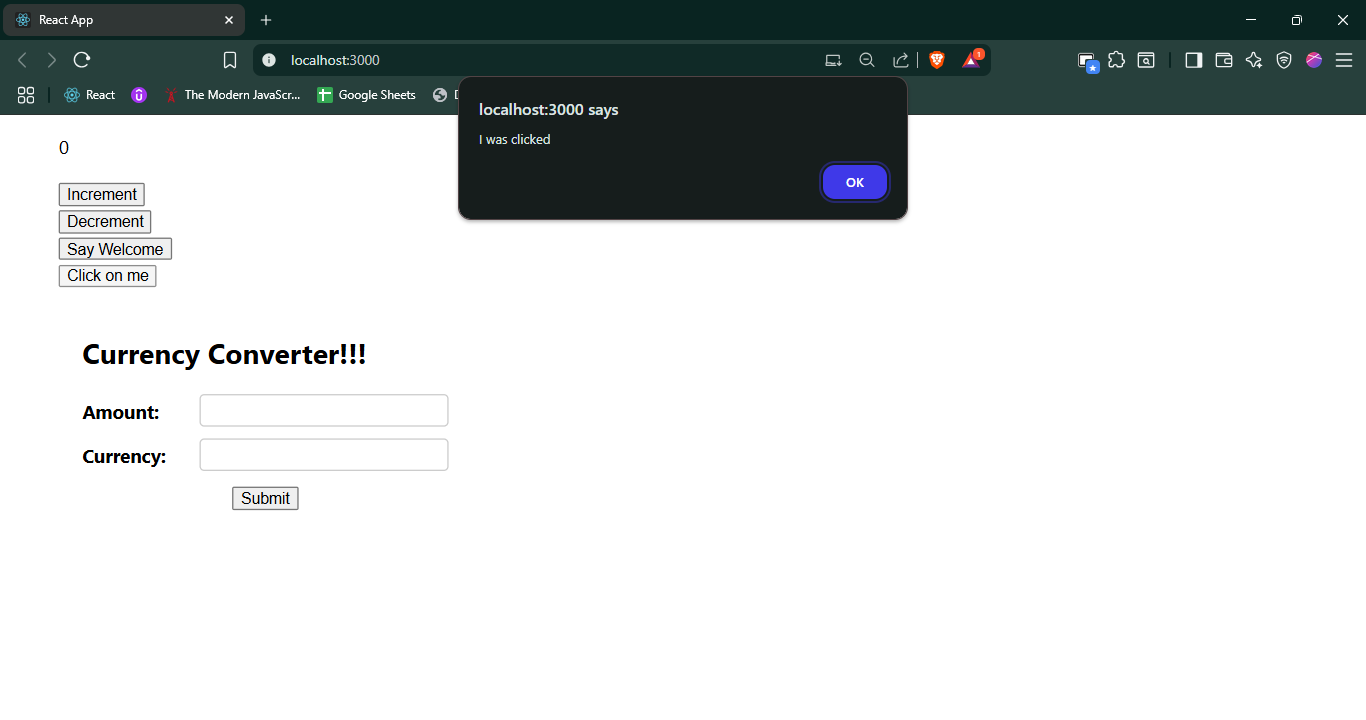 React App
localhost:3000
1
React
The Modern JavaScr...
Google Sheets
localhost:3000 says
I was clicked
OK
0
Increment
Decrement
Say Welcome
Click on me
Currency Converter!!!
Amount:
Currency:
Submit